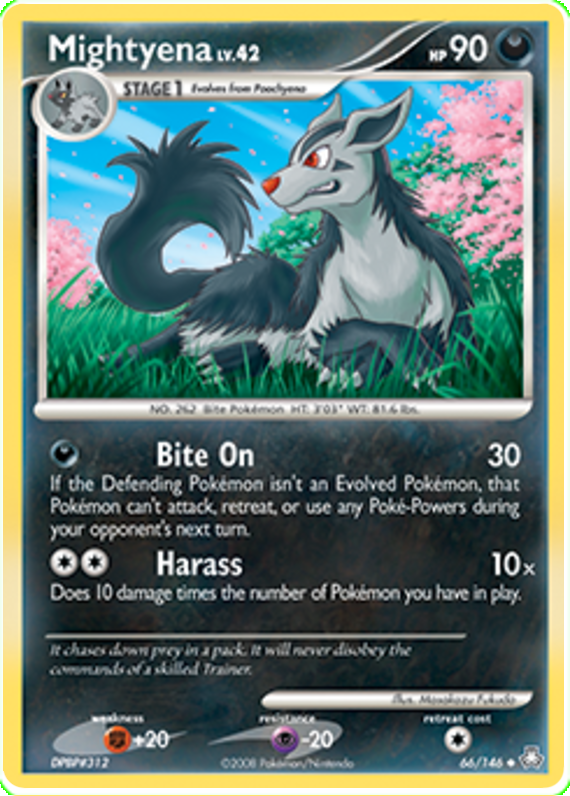 Mightyena LV.42 HP 90
STAGE 1 Evolves from Poochyena
NO. 262 Bite Pokémon HT: 3'03" WT: 81.6 lbs.
Bite On 30
If the Defending Pokémon isn't an Evolved Pokémon, that
Pokémon can't attack, retreat, or use any Poké-Powers during
your opponent's next turn.
Harass 10x
Does 10 damage times the number of Pokémon you have in play.
It chases down prey in a pack. It will never disobey the
commands of a skilled Trainer.
Illus. Masakazu Fukuda
weakness resistance retreat cost
+20 -20
DPBP#312 ©2008 Pokémon/Nintendo 66/146